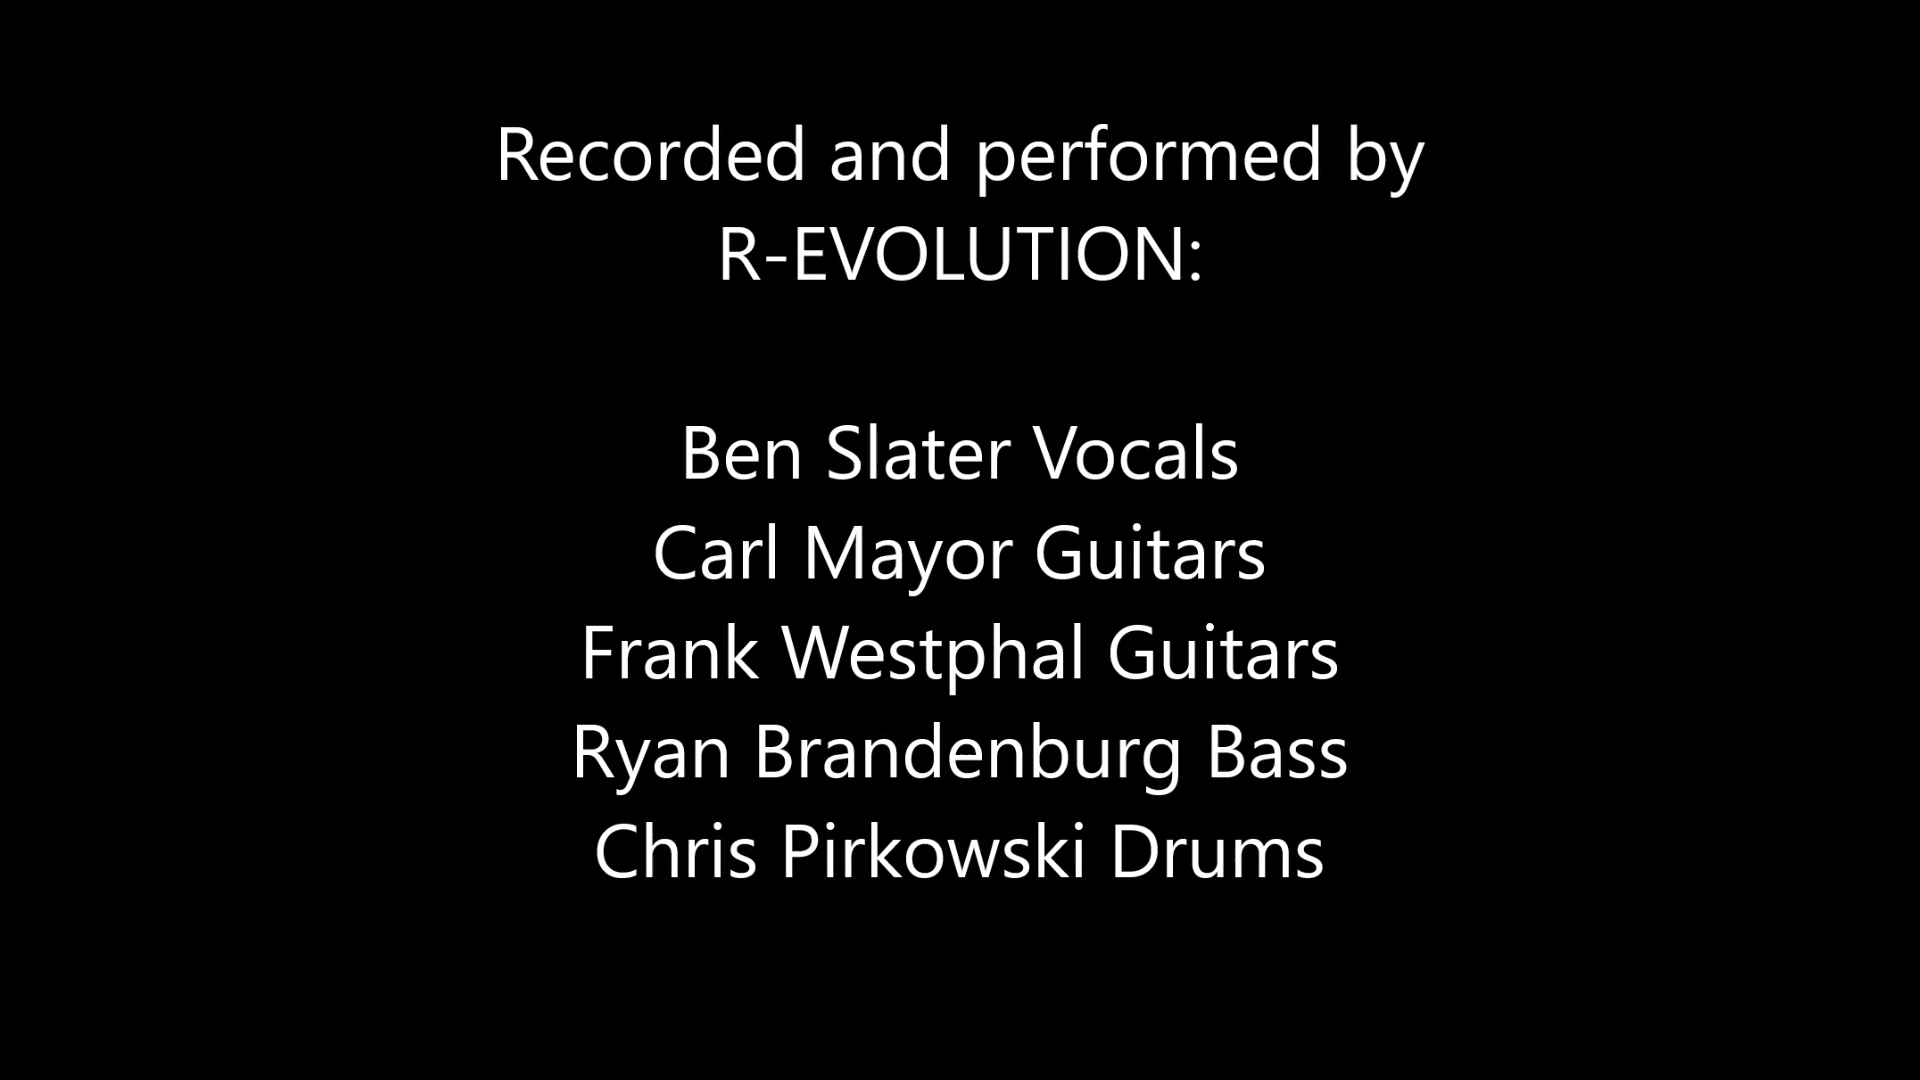 Recorded and performed by
R-EVOLUTION:
Ben Slater Vocals
Carl Mayor Guitars
Frank Westphal Guitars
Ryan Brandenburg Bass
Chris Pirkowski Drums